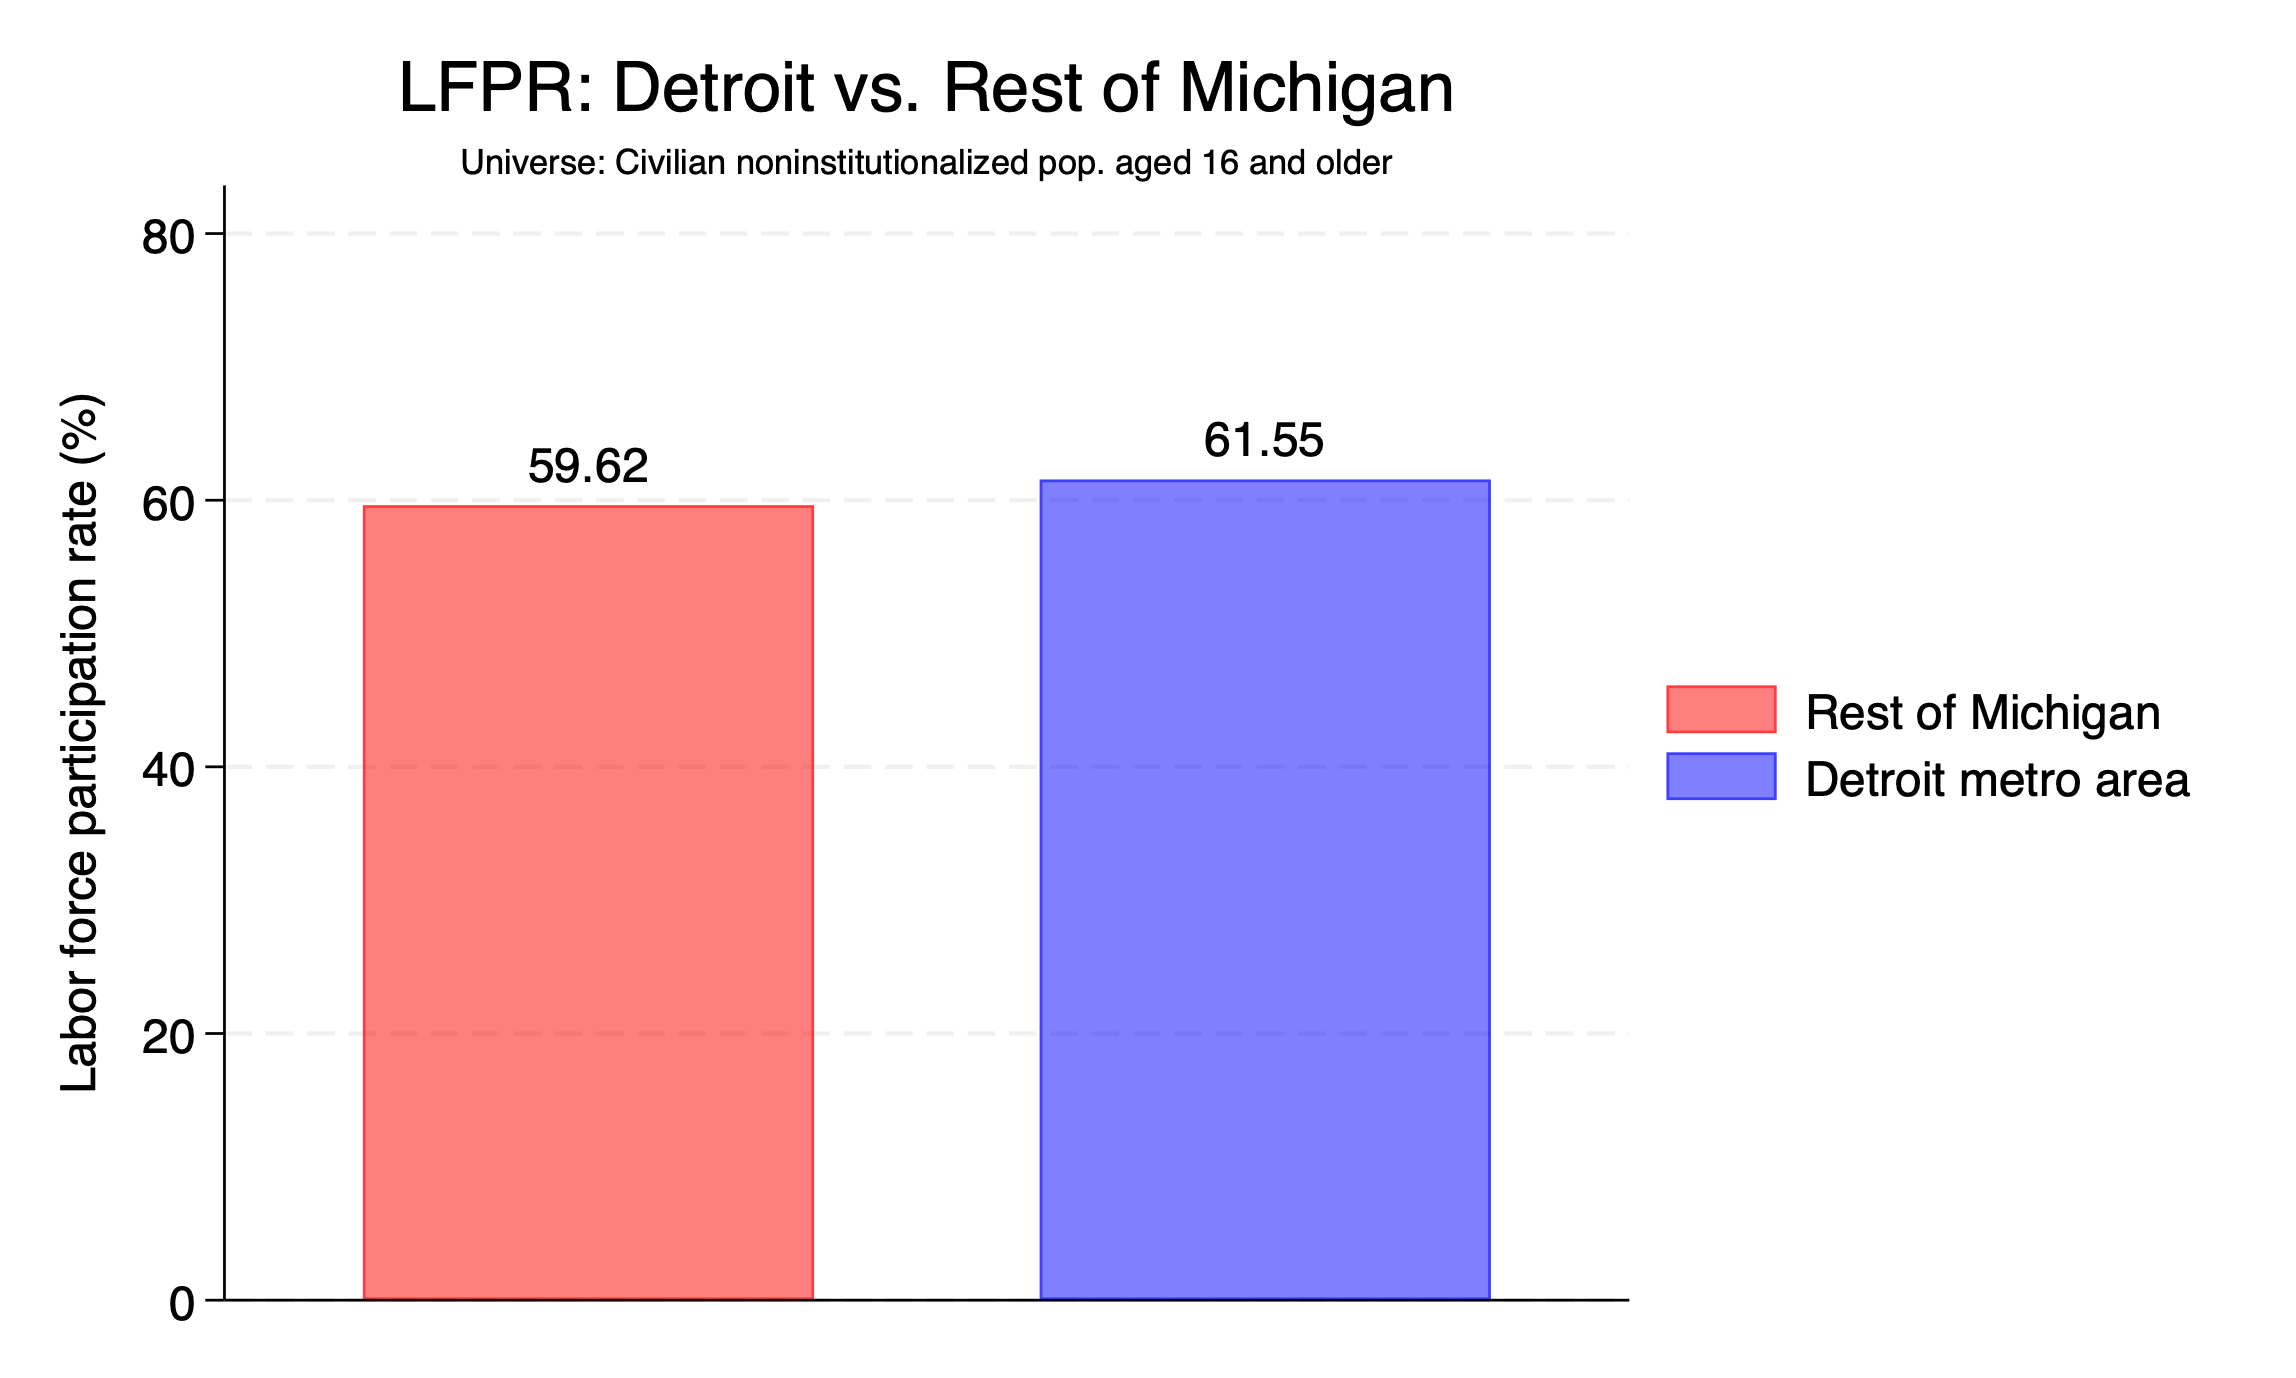 LFPR: Detroit vs. Rest of Michigan
Universe: Civilian noninstitutionalized pop. aged 16 and older
Labor force participation rate (%)
80
60
40
20
0
59.62
61.55
Rest of Michigan
Detroit metro area